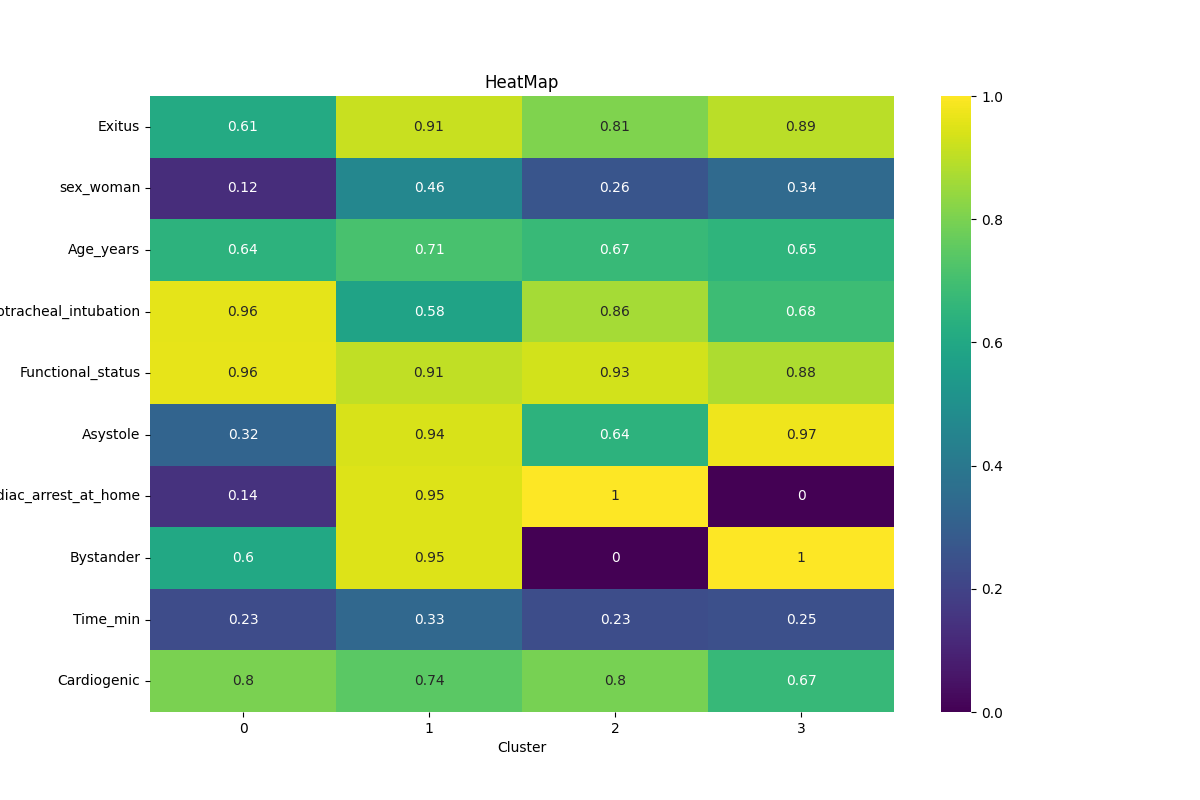 HeatMap
Exitus 0.61 0.91 0.81 0.89
sex_woman 0.12 0.46 0.26 0.34
Age_years 0.64 0.71 0.67 0.65
otracheal_intubation 0.96 0.58 0.86 0.68
Functional_status 0.96 0.91 0.93 0.88
Asystole 0.32 0.94 0.64 0.97
diac_arrest_at_home 0.14 0.95 1 0
Bystander 0.6 0.95 0 1
Time_min 0.23 0.33 0.23 0.25
Cardiogenic 0.8 0.74 0.8 0.67
0 1 2 3
Cluster
1.0
0.8
0.6
0.4
0.2
0.0